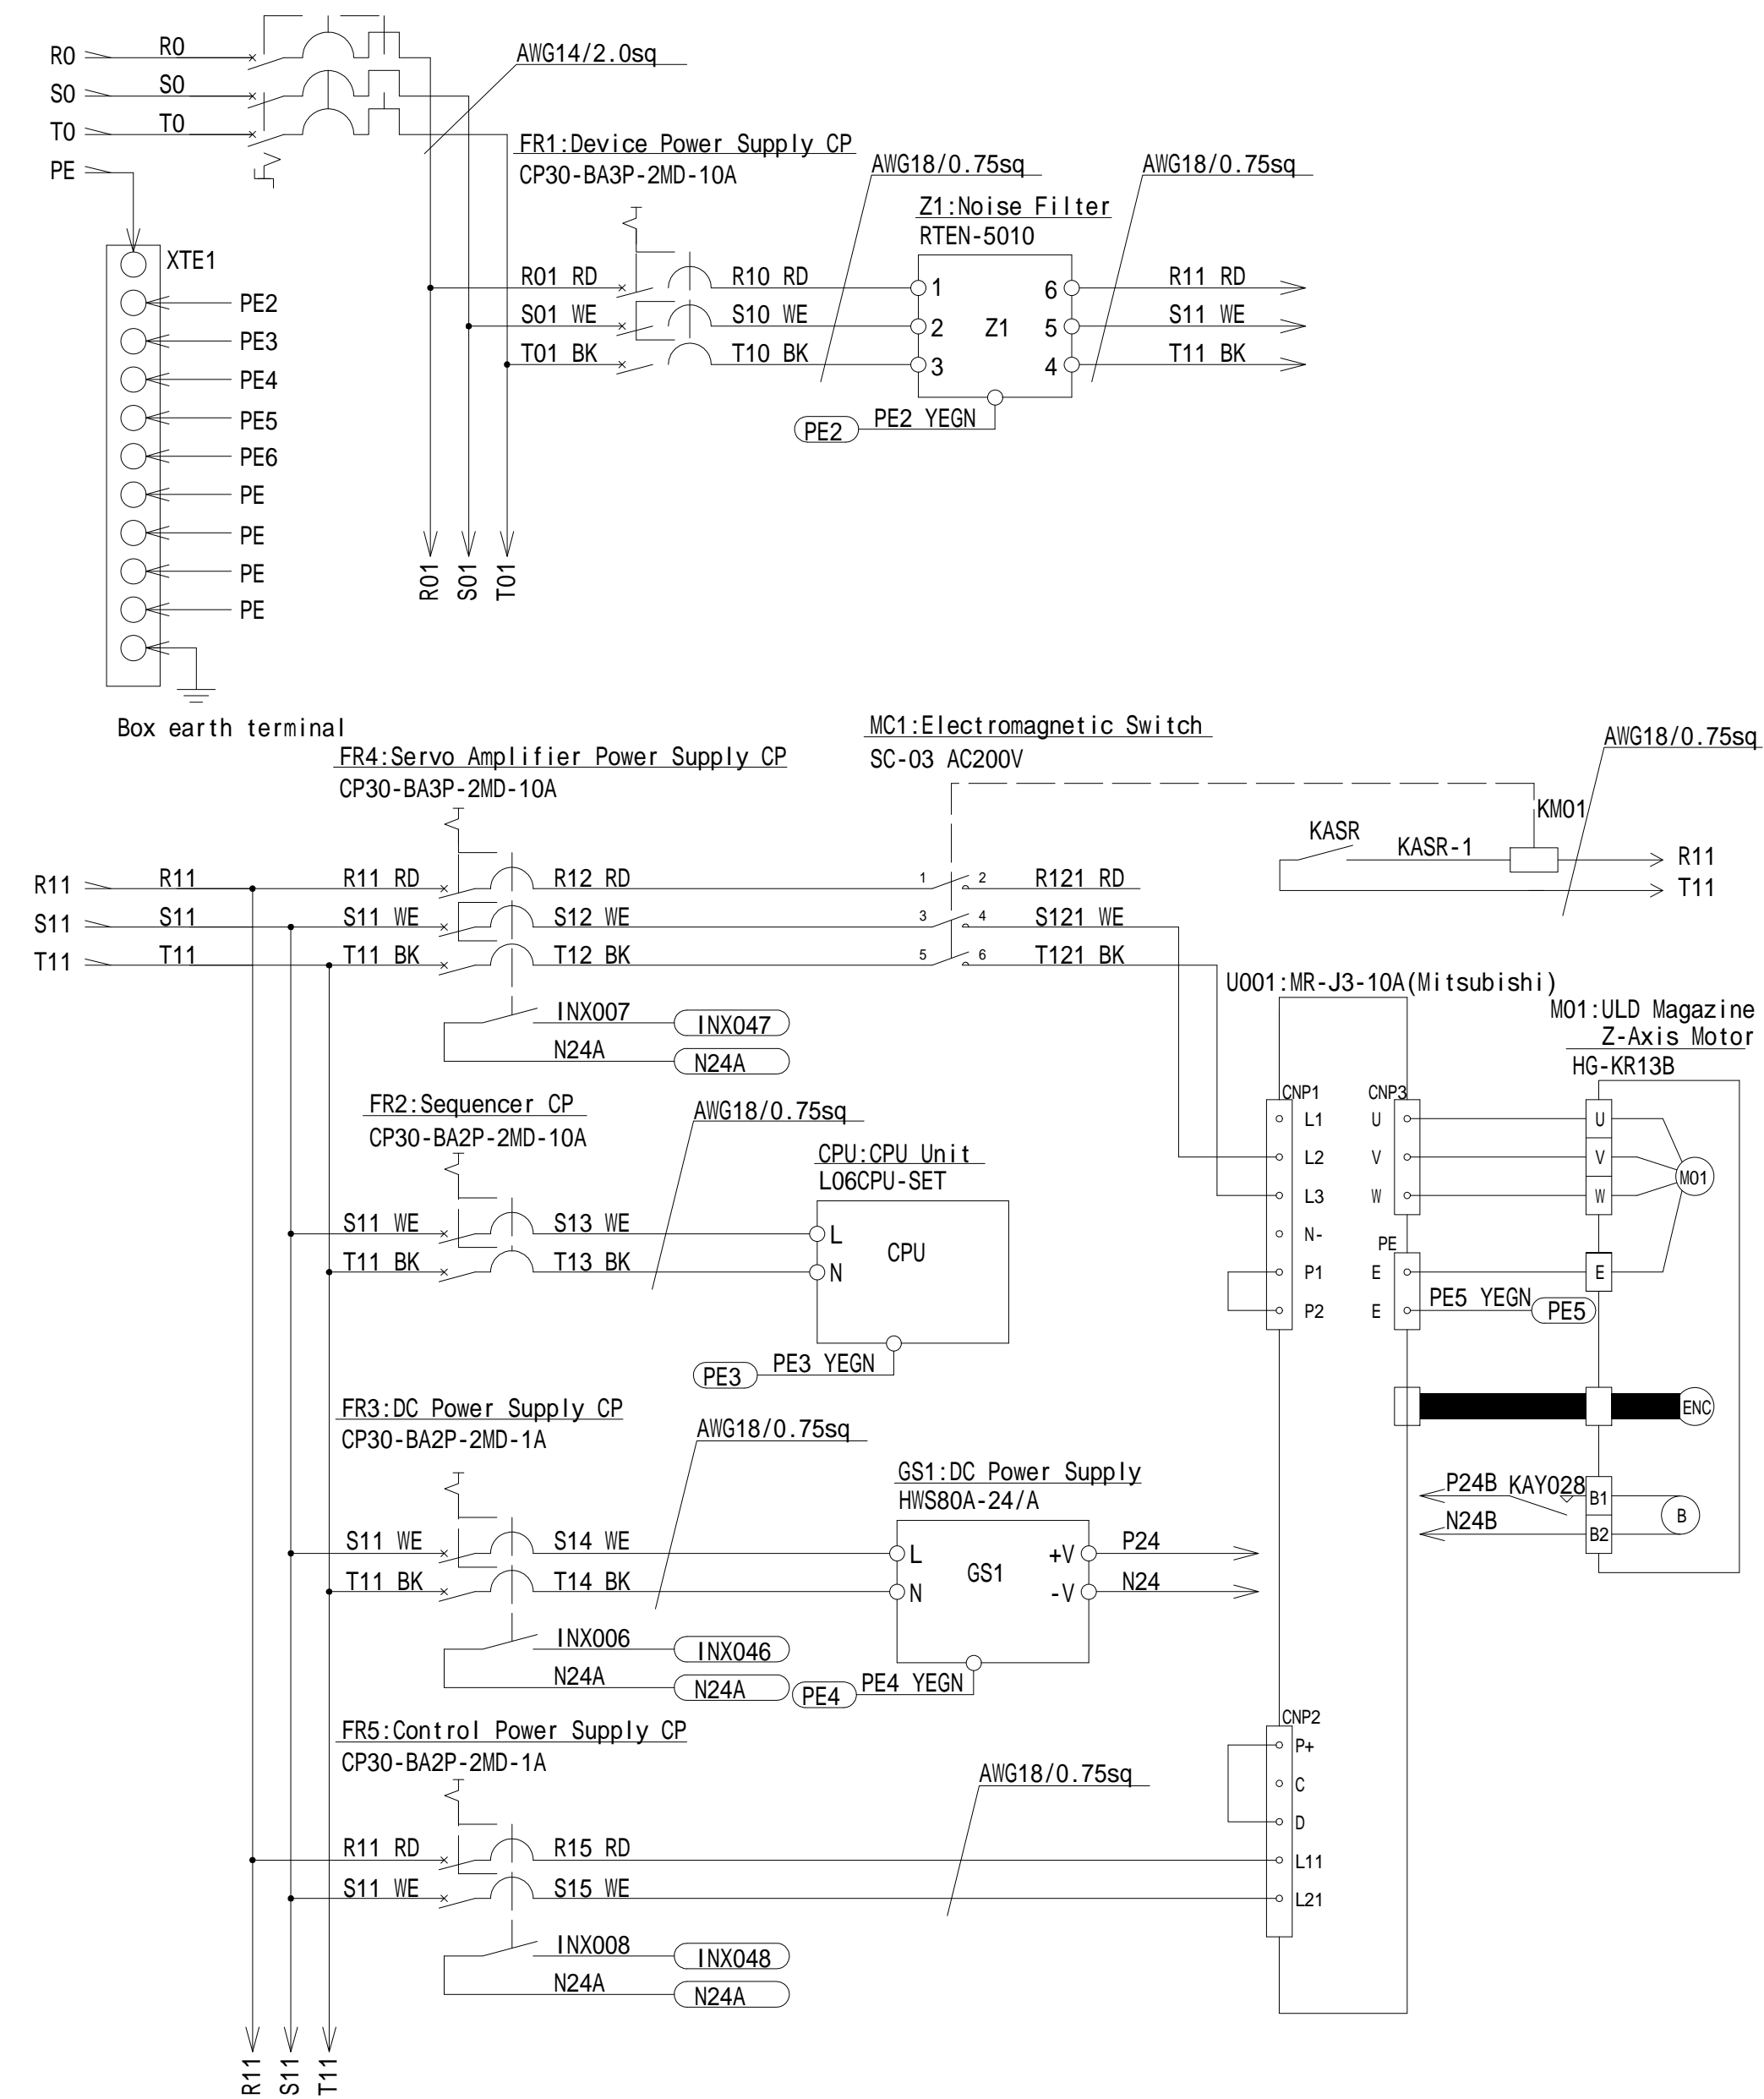 R0 R0
S0 S0
T0 T0
PE
AWG14/2.0sq
FR1:Device Power Supply CP
CP30-BA3P-2MD-10A
AWG18/0.75sq
AWG18/0.75sq
Z1:Noise Filter
RTEN-5010
R01 RD R10 RD 1 6 R11 RD
S01 WE S10 WE 2 Z1 5 S11 WE
T01 BK T10 BK 3 4 T11 BK
PE2 PE2 YEGN
XTE1
PE2
PE3
PE4
PE5
PE6
PE
PE
PE
PE
R01 S01 T01
Box earth terminal
FR4:Servo Amplifier Power Supply CP
CP30-BA3P-2MD-10A
MC1:Electromagnetic Switch
SC-03 AC200V
AWG18/0.75sq
KM01
KASR KASR-1 R11
T11
R11 R11 R11 RD R12 RD 1 2 R121 RD
S11 S11 S11 WE S12 WE 3 4 S121 WE
T11 T11 T11 BK T12 BK 5 6 T121 BK
INX007 INX047
N24A N24A
U001:MR-J3-10A(Mitsubishi)
M01:ULD Magazine
Z-Axis Motor
HG-KR13B
CNP1 CNP3
L1 U U
L2 V V M01
L3 W W
N- PE
P1 E E
P2 E PE5 YEGN PE5
ENC
P24B KAY028 B1
B
N24B B2
FR2:Sequencer CP
CP30-BA2P-2MD-10A
AWG18/0.75sq
CPU:CPU Unit
L06CPU-SET
S11 WE S13 WE L
CPU
T11 BK T13 BK N
PE3 PE3 YEGN
FR3:DC Power Supply CP
CP30-BA2P-2MD-1A
AWG18/0.75sq
GS1:DC Power Supply
HWS80A-24/A
S11 WE S14 WE L +V P24
GS1
T11 BK T14 BK N -V N24
INX006 INX046
N24A N24A
PE4 PE4 YEGN
FR5:Control Power Supply CP
CP30-BA2P-2MD-1A
AWG18/0.75sq
CNP2
P+
C
D
R11 RD R15 RD L11
S11 WE S15 WE L21
INX008 INX048
N24A N24A
R11 S11 T11